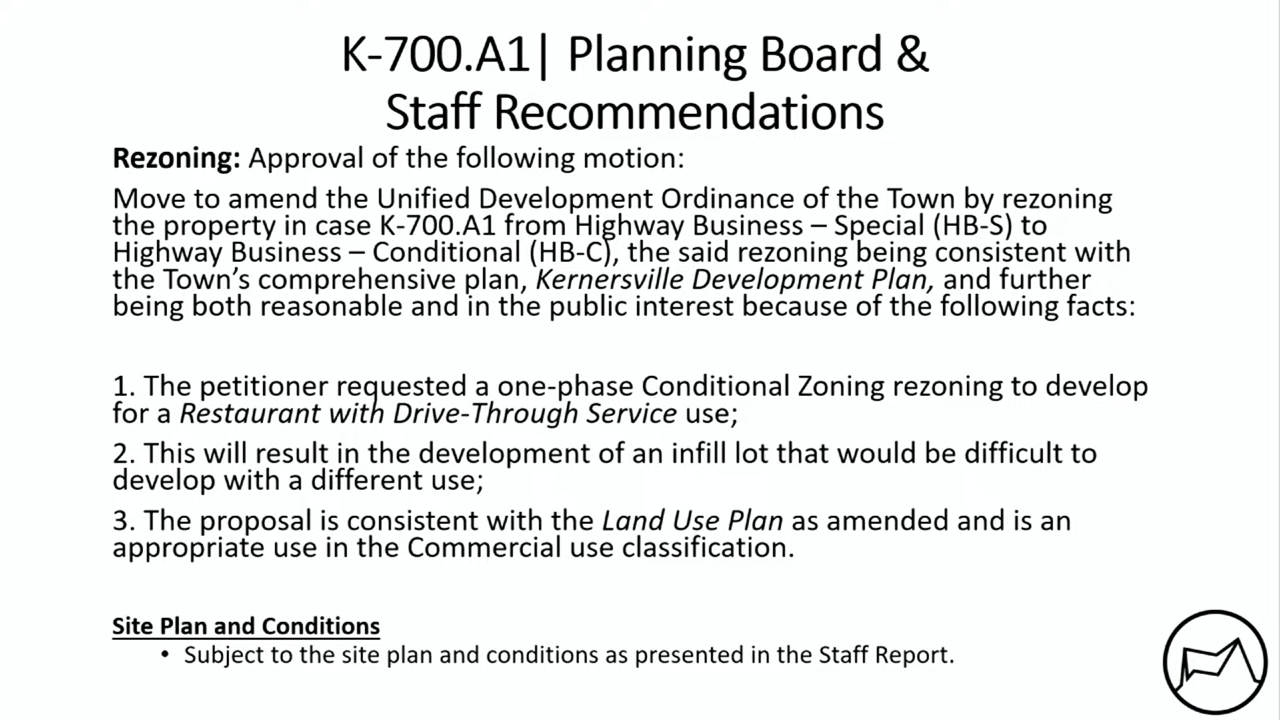 K-700.A1| Planning Board &
Staff Recommendations
Rezoning: Approval of the following motion:
Move to amend the Unified Development Ordinance of the Town by rezoning
the property in case K-700.A1 from Highway Business – Special (HB-S) to
Highway Business – Conditional (HB-C), the said rezoning being consistent with
the Town’s comprehensive plan, Kernersville Development Plan, and further
being both reasonable and in the public interest because of the following facts:
1. The petitioner requested a one-phase Conditional Zoning rezoning to develop
for a Restaurant with Drive-Through Service use;
2. This will result in the development of an infill lot that would be difficult to
develop with a different use;
3. The proposal is consistent with the Land Use Plan as amended and is an
appropriate use in the Commercial use classification.
Site Plan and Conditions
• Subject to the site plan and conditions as presented in the Staff Report.